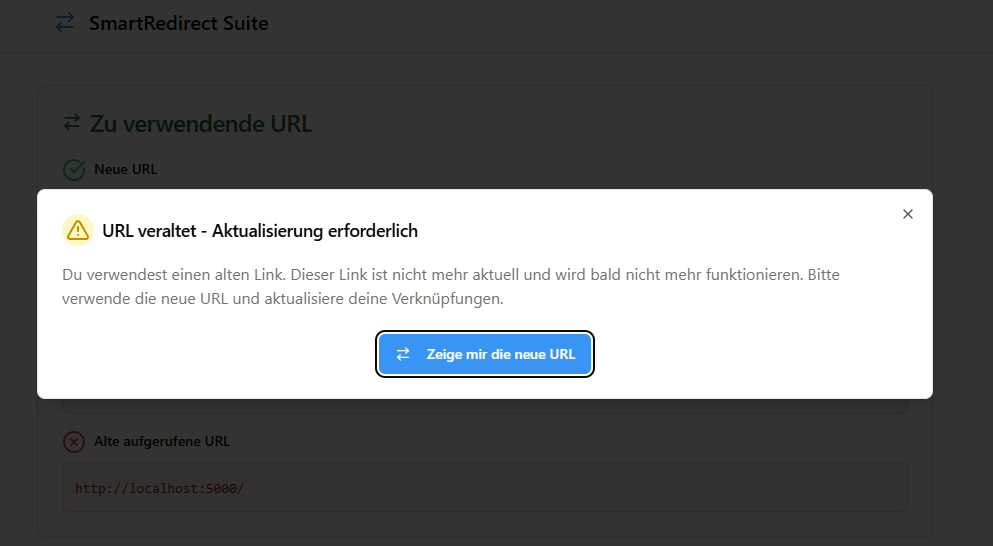 SmartRedirect Suite
Zu verwendende URL
Neue URL
URL veraltet - Aktualisierung erforderlich
Du verwendest einen alten Link. Dieser Link ist nicht mehr aktuell und wird bald nicht mehr funktionieren. Bitte
verwende die neue URL und aktualisiere deine Verknüpfungen.
Zeige mir die neue URL
Alte aufgerufene URL
http://localhost:5000/